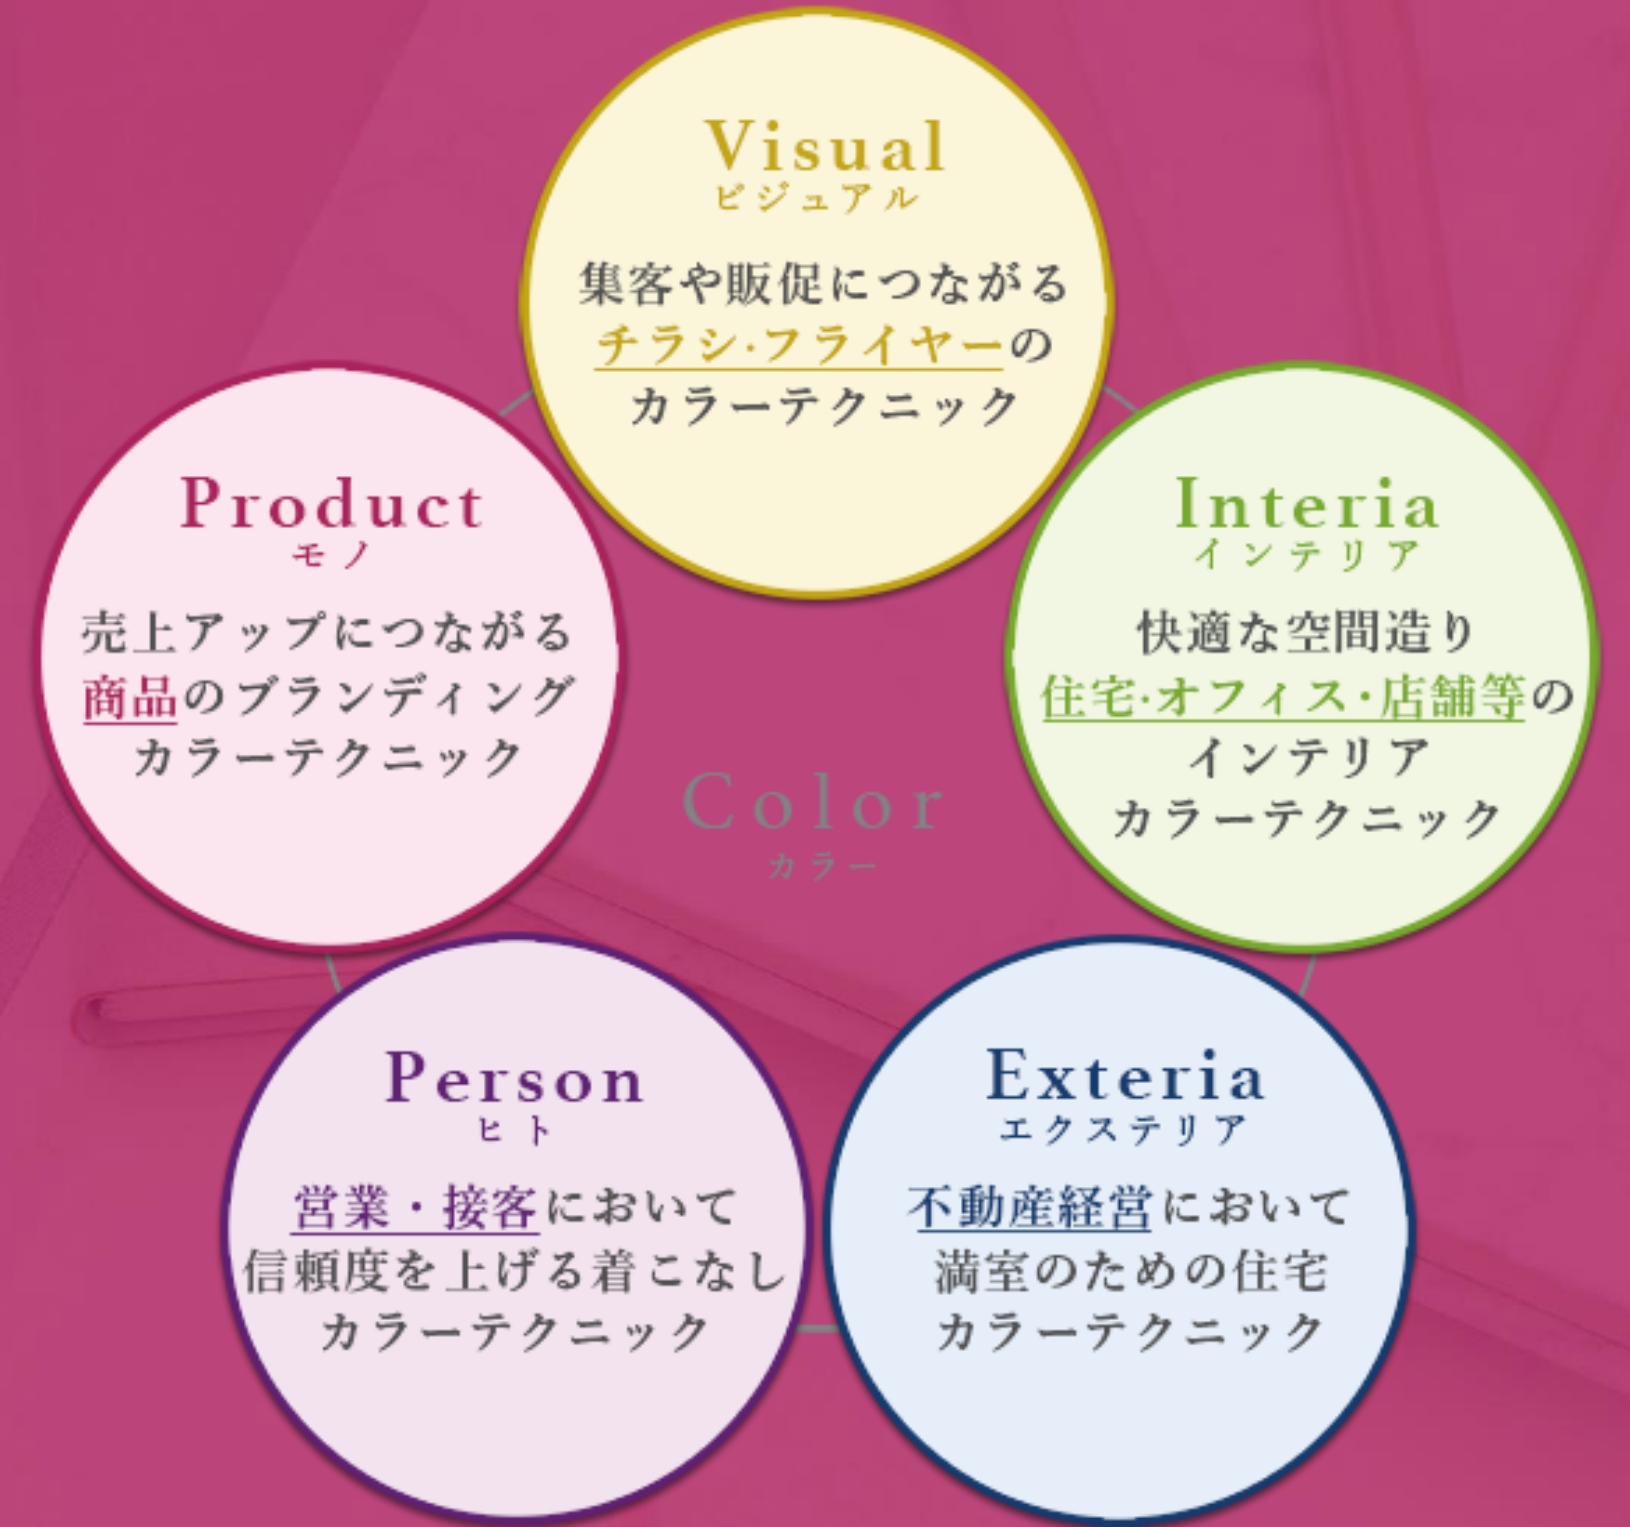 Visual
ビジュアル
集客や販促につながる
チラシ·フライヤーの
カラーテクニック
Product
モノ
売上アップにつながる
商品のブランディング
カラーテクニック
Interia
インテリア
快適な空間造り
住宅·オフィス·店舗等の
インテリア
カラーテクニック
Color
カラー
Person
ヒト
営業・接客において
信頼度を上げる着こなし
カラーテクニック
Exteria
エクステリア
不動産経営において
満室のための住宅
カラーテクニック